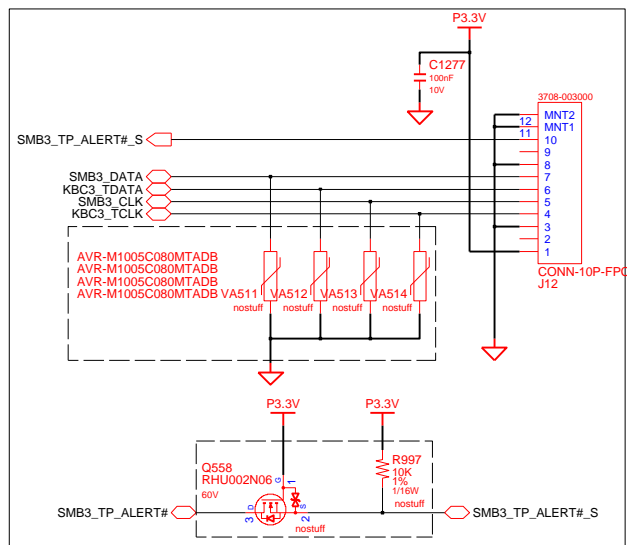 P3.3V
C1277
100nF
10V
3708-003000
MNT2
12
MNT1
11
SMB3_TP_ALERT#_S
10
9
8
SMB3_DATA
7
KBC3_TDATA
6
SMB3_CLK
5
KBC3_TCLK
4
3
2
1
CONN-10P-FPC
J12
AVR-M1005C080MTADB
AVR-M1005C080MTADB
AVR-M1005C080MTADB
AVR-M1005C080MTADB VA511 VA512 VA513 VA514
nostuff nostuff nostuff nostuff
P3.3V P3.3V
Q558
RHU002N06
60V
G 1
R997
10K
1%
1/16W
nostuff
SMB3_TP_ALERT#
3 D
S 2
nostuff
SMB3_TP_ALERT#_S